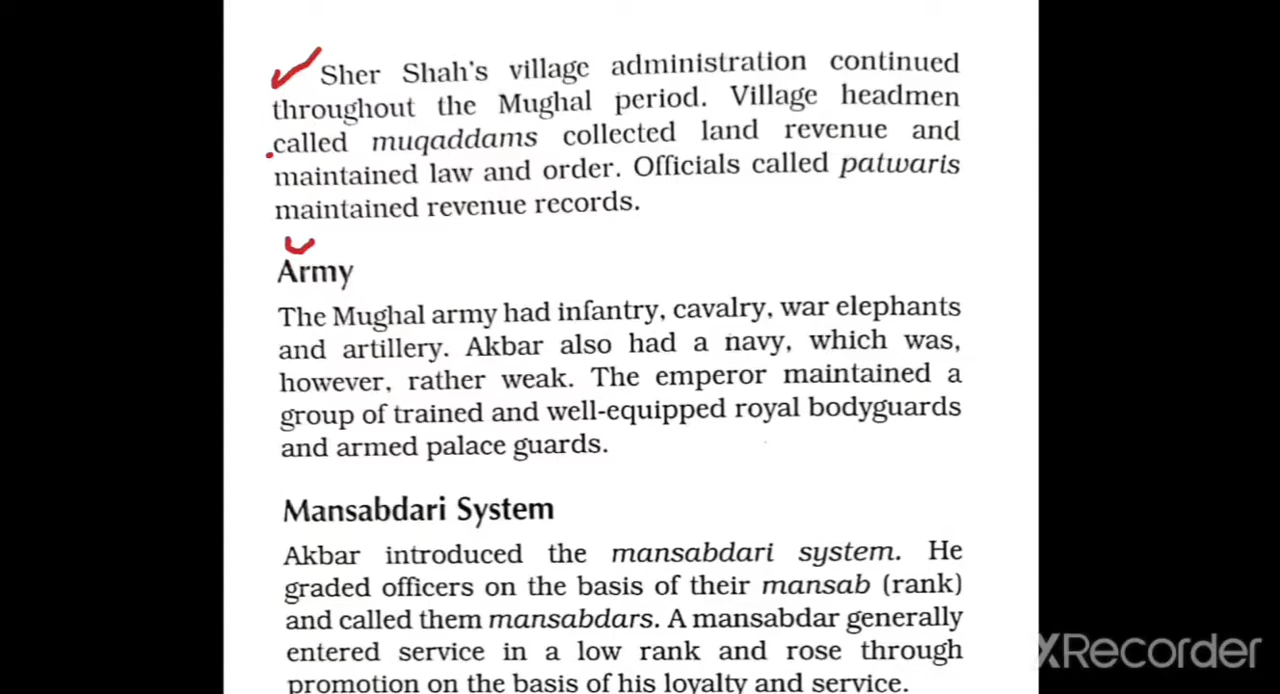 Sher Shah's village administration continued
throughout the Mughal period. Village headmen
called muqaddams collected land revenue and
maintained law and order. Officials called patwaris
maintained revenue records.
Army
The Mughal army had infantry, cavalry, war elephants
and artillery. Akbar also had a navy, which was,
however, rather weak. The emperor maintained a
group of trained and well-equipped royal bodyguards
and armed palace guards.
Mansabdari System
Akbar introduced the mansabdari system. He
graded officers on the basis of their mansab (rank)
and called them mansabdars. A mansabdar generally
entered service in a low rank and rose through
promotion on the basis of his loyalty and service.
XRecorder